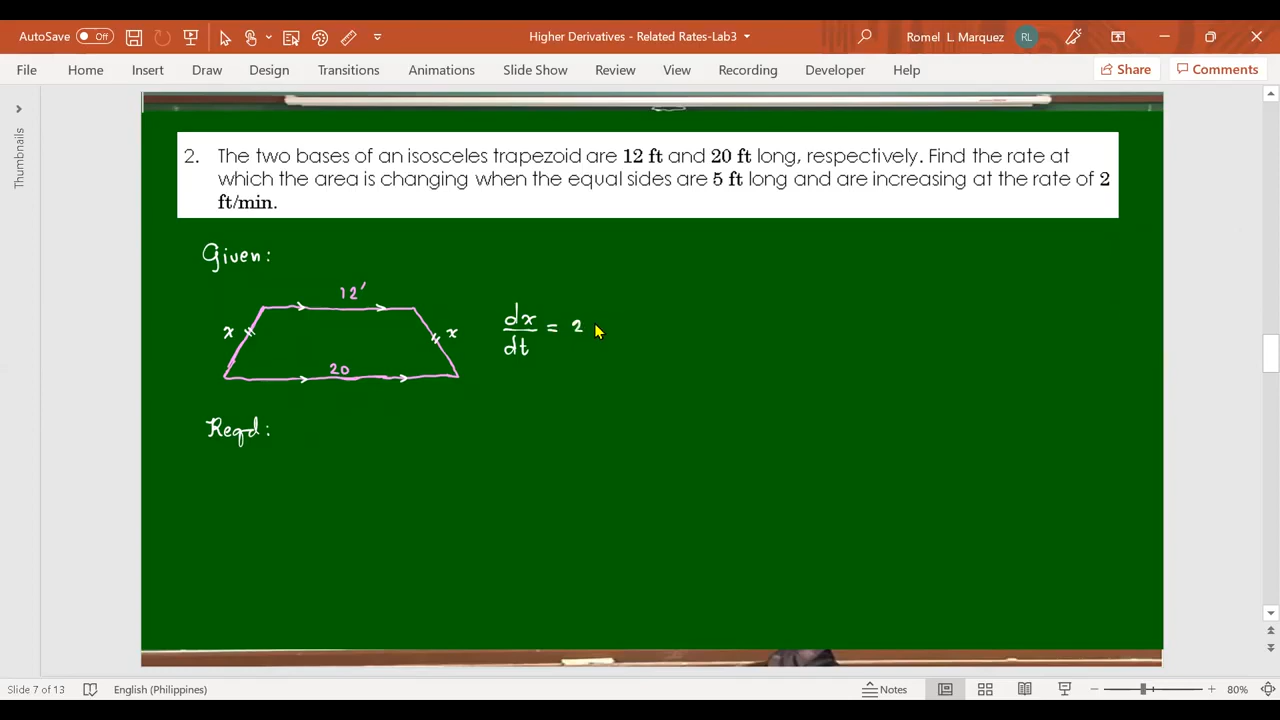 AutoSave Off Higher Derivatives - Related Rates-Lab3 Romel L. Marquez RL
File Home Insert Draw Design Transitions Animations Slide Show Review View Recording Developer Help Share Comments
Thumbnails
2. The two bases of an isosceles trapezoid are 12 ft and 20 ft long, respectively. Find the rate at
which the area is changing when the equal sides are 5 ft long and are increasing at the rate of 2
ft/min.
Given:
12'
x x
20
dx/dt = 2
Reqd:
Slide 7 of 13 English (Philippines) Notes 80%